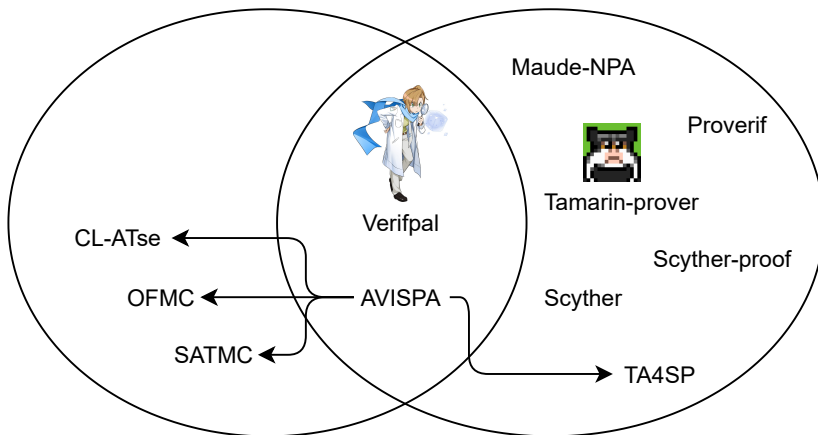 Maude-NPA
Proverif
Tamarin-prover
Verifpal
CL-ATse
Scyther-proof
OFMC
AVISPA
Scyther
SATMC
TA4SP